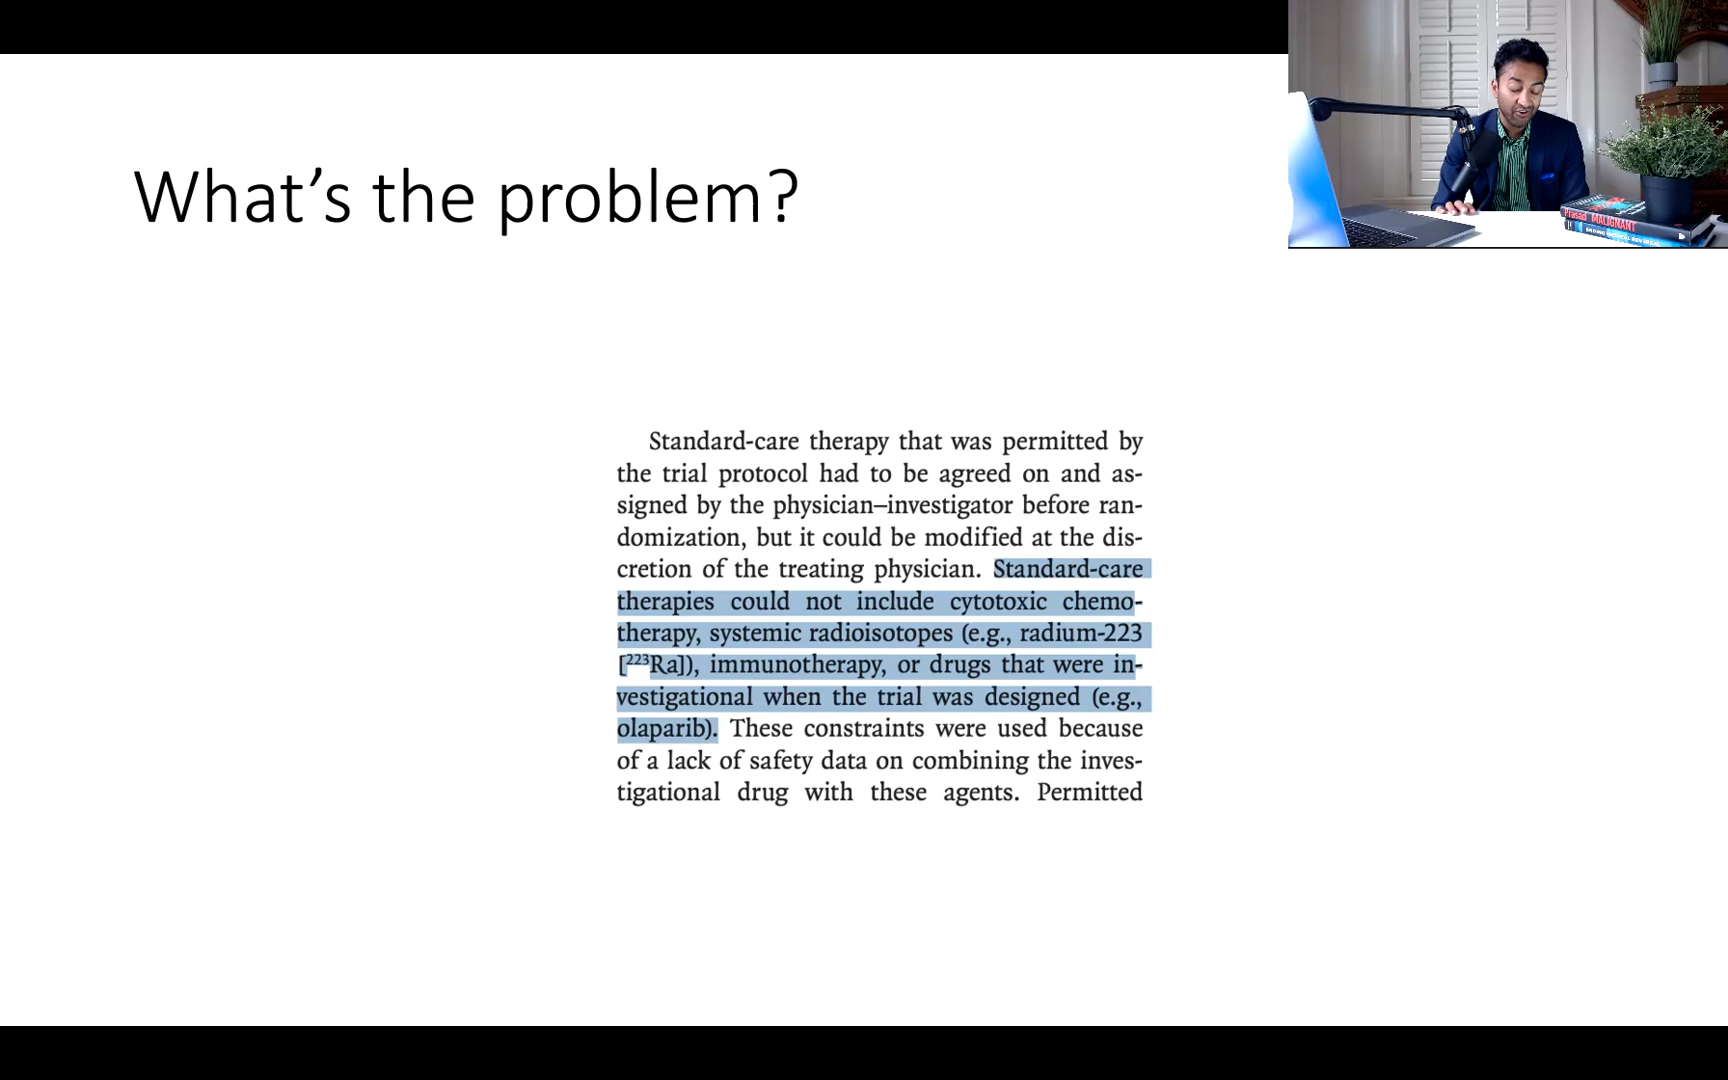 What's the problem?
Standard-care therapy that was permitted by
the trial protocol had to be agreed on and as-
signed by the physician–investigator before ran-
domization, but it could be modified at the dis-
cretion of the treating physician. Standard-care
therapies could not include cytotoxic chemo-
therapy, systemic radioisotopes (e.g., radium-223
[²²³Ra]), immunotherapy, or drugs that were in-
vestigational when the trial was designed (e.g.,
olaparib). These constraints were used because
of a lack of safety data on combining the inves-
tigational drug with these agents. Permitted
Prasad MALIGNANT
ENDING MEDICAL REVERSAL